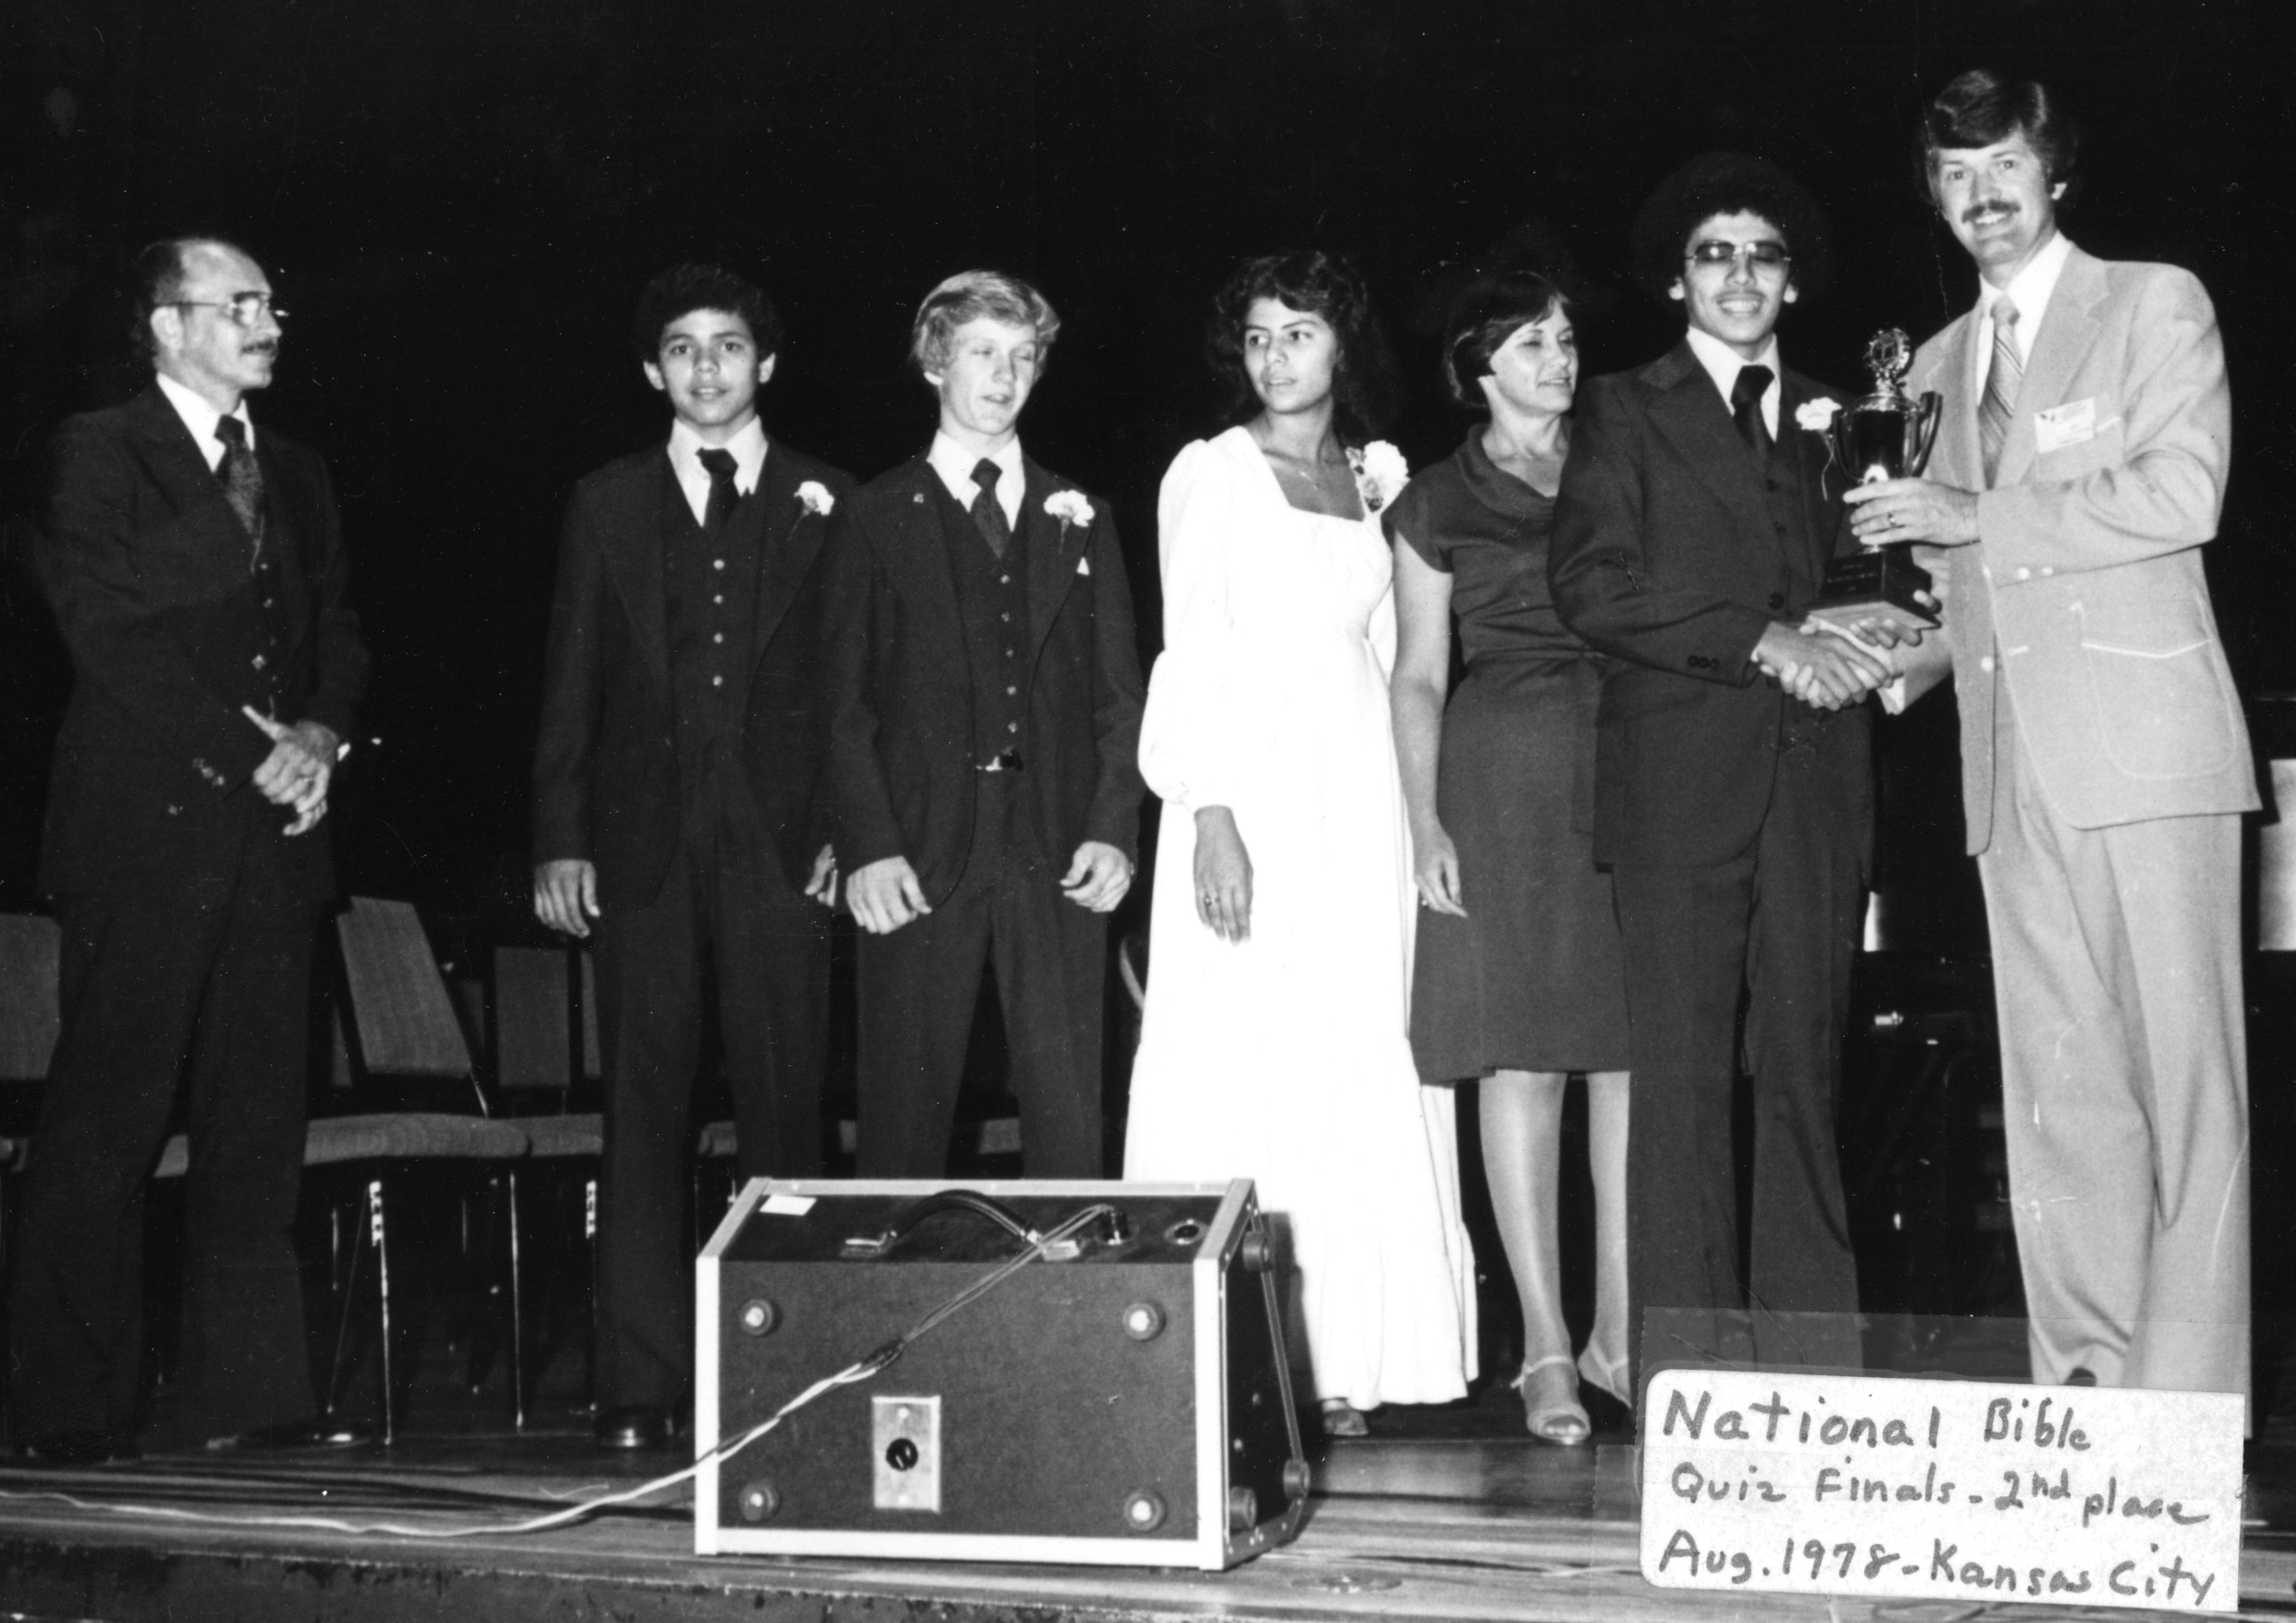 National Bible
Quiz Finals - 2nd place
Aug. 1978 - Kansas City